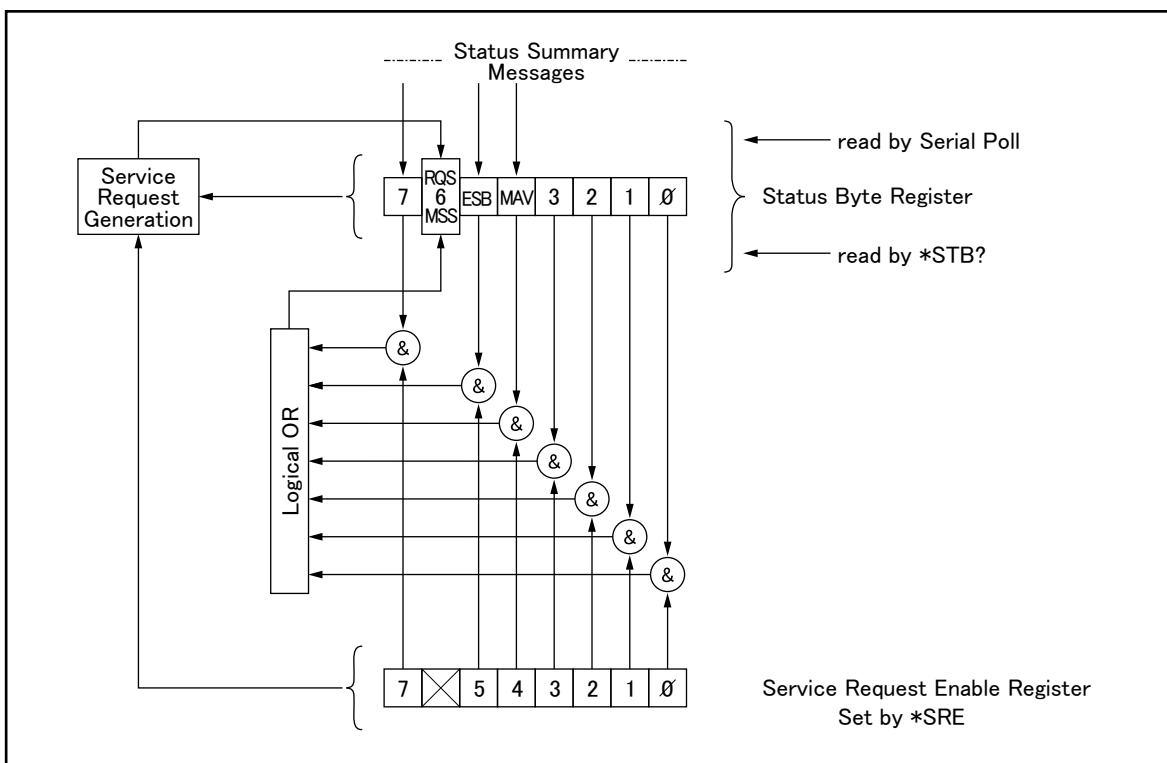 Status Summary
Messages
read by Serial Poll
Service
Request
Generation
7
RQS
6
MSS
ESB
MAV
3
2
1
0
Status Byte Register
read by *STB?
&
&
&
&
&
&
&
Logical OR
7
5
4
3
2
1
0
Service Request Enable Register
Set by *SRE